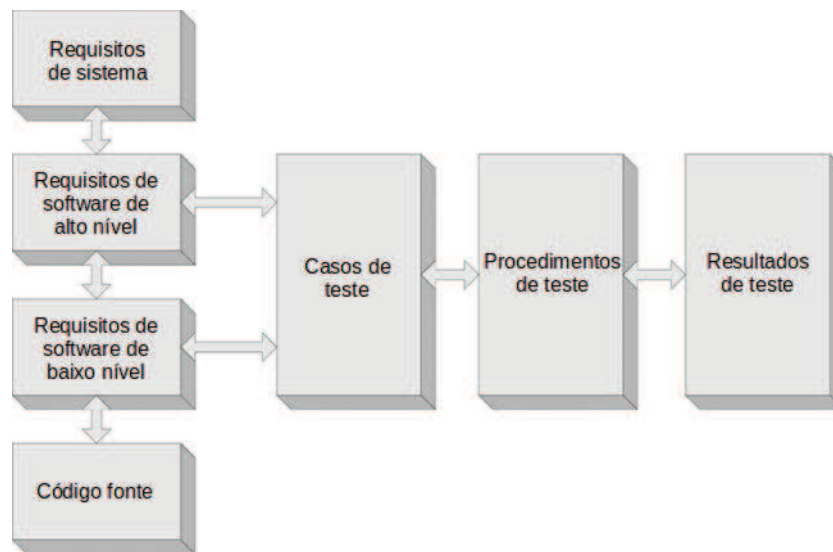 Requisitos
de sistema
Requisitos de
software de
alto nível
Casos de
teste
Procedimentos
de teste
Resultados
de teste
Requisitos de
software de
baixo nível
Código fonte